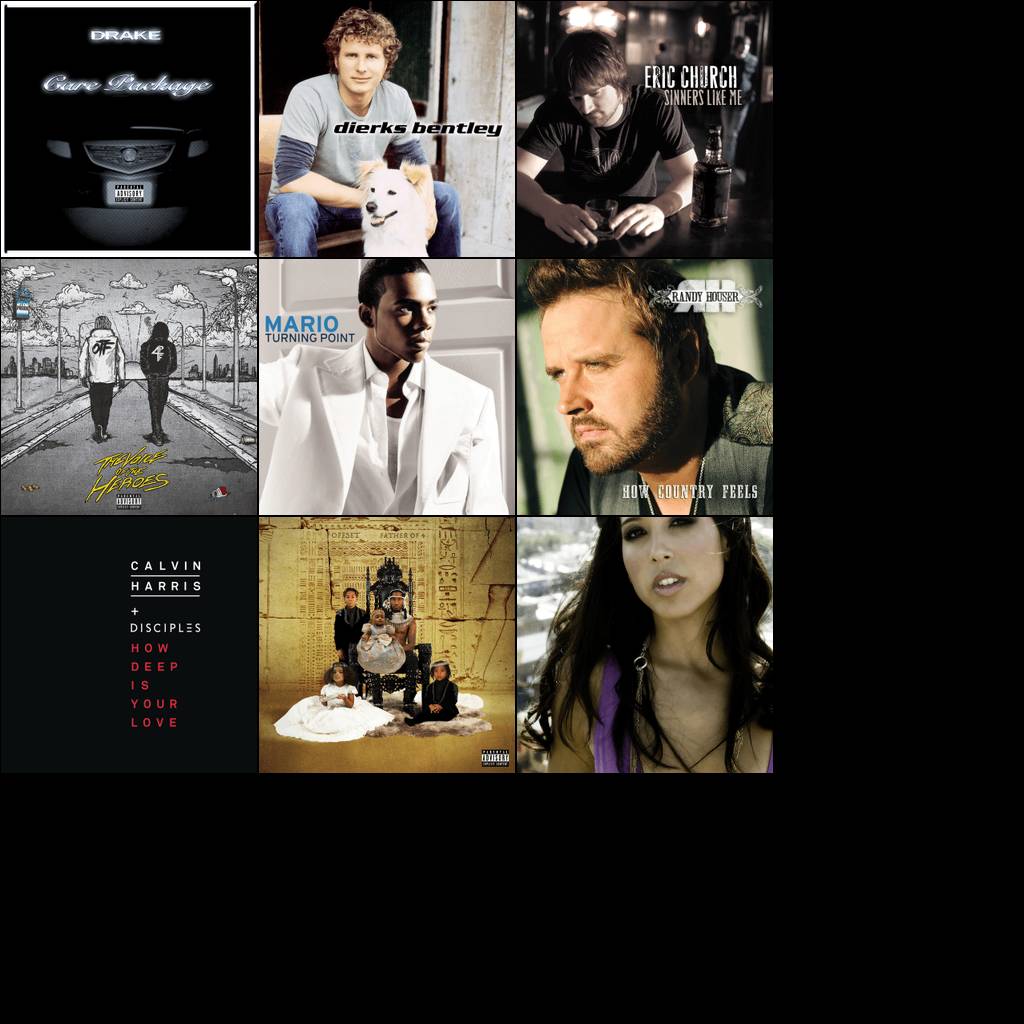 DRAKE
Care Package
PARENTAL
ADVISORY
EXPLICIT CONTENT
dierks bentley
ERIC CHURCH
SINNERS LIKE ME
OTF
4PF
THE VOICE
OF THE
HEROES
PARENTAL
ADVISORY
EXPLICIT CONTENT
MARIO
TURNING POINT
RH
RANDY HOUSER
HOW COUNTRY FEELS
CALVIN
HARRIS
+
DISCIPLES
HOW
DEEP
IS
YOUR
LOVE
OFFSET FATHER OF 4
PARENTAL
ADVISORY
EXPLICIT CONTENT